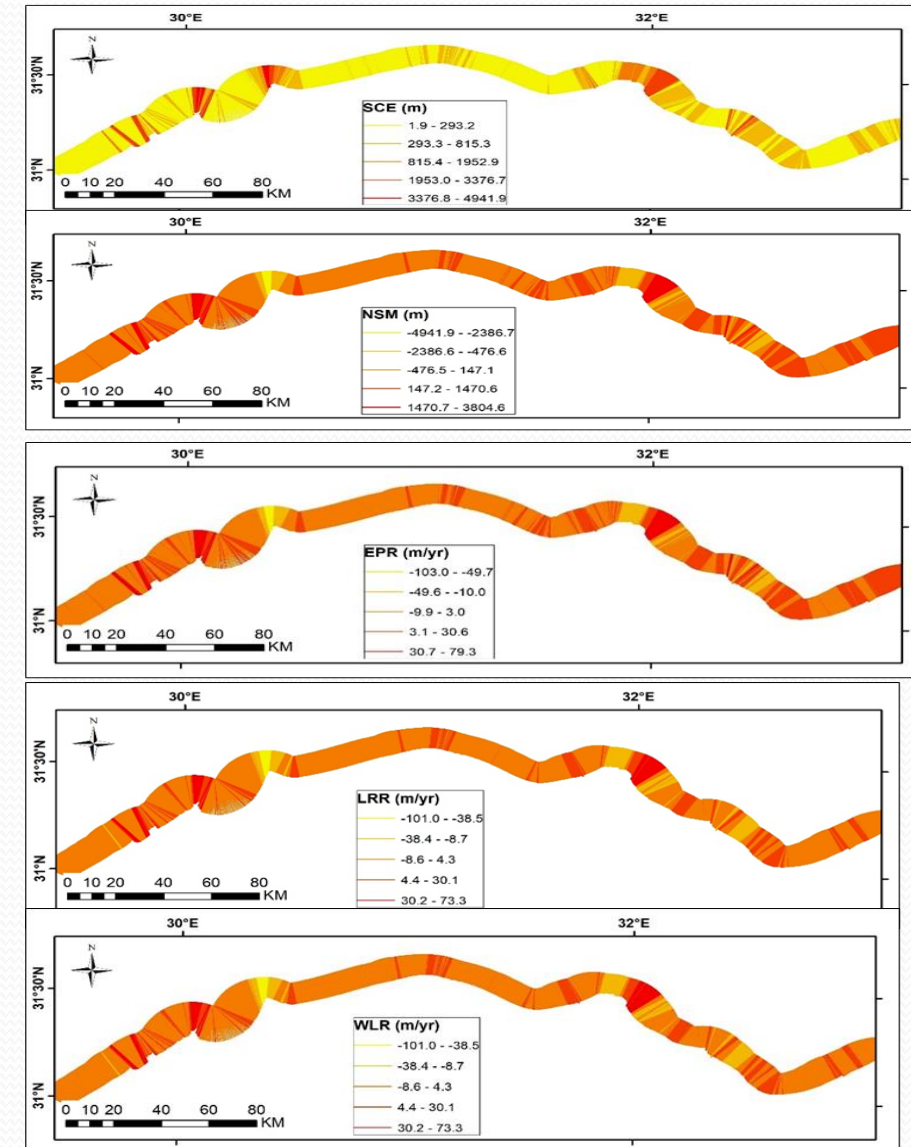 30°E 32°E
N
31°30'N
31°N
SCE (m)
1.9 - 293.2
293.3 - 815.3
815.4 - 1952.9
1953.0 - 3376.7
3376.8 - 4941.9
0 10 20 40 60 80
KM
30°E 32°E
N
31°30'N
31°N
NSM (m)
-4941.9 - -2386.7
-2386.6 - -476.6
-476.5 - 147.1
147.2 - 1470.6
1470.7 - 3804.6
0 10 20 40 60 80
KM
30°E 32°E
N
31°30'N
31°N
EPR (m/yr)
-103.0 - -49.7
-49.6 - -10.0
-9.9 - 3.0
3.1 - 30.6
30.7 - 79.3
0 10 20 40 60 80
KM
30°E 32°E
N
31°30'N
31°N
LRR (m/yr)
-101.0 - -38.5
-38.4 - -8.7
-8.6 - 4.3
4.4 - 30.1
30.2 - 73.3
0 10 20 40 60 80
KM
30°E 32°E
N
31°30'N
31°N
WLR (m/yr)
-101.0 - -38.5
-38.4 - -8.7
-8.6 - 4.3
4.4 - 30.1
30.2 - 73.3
0 10 20 40 60 80
KM